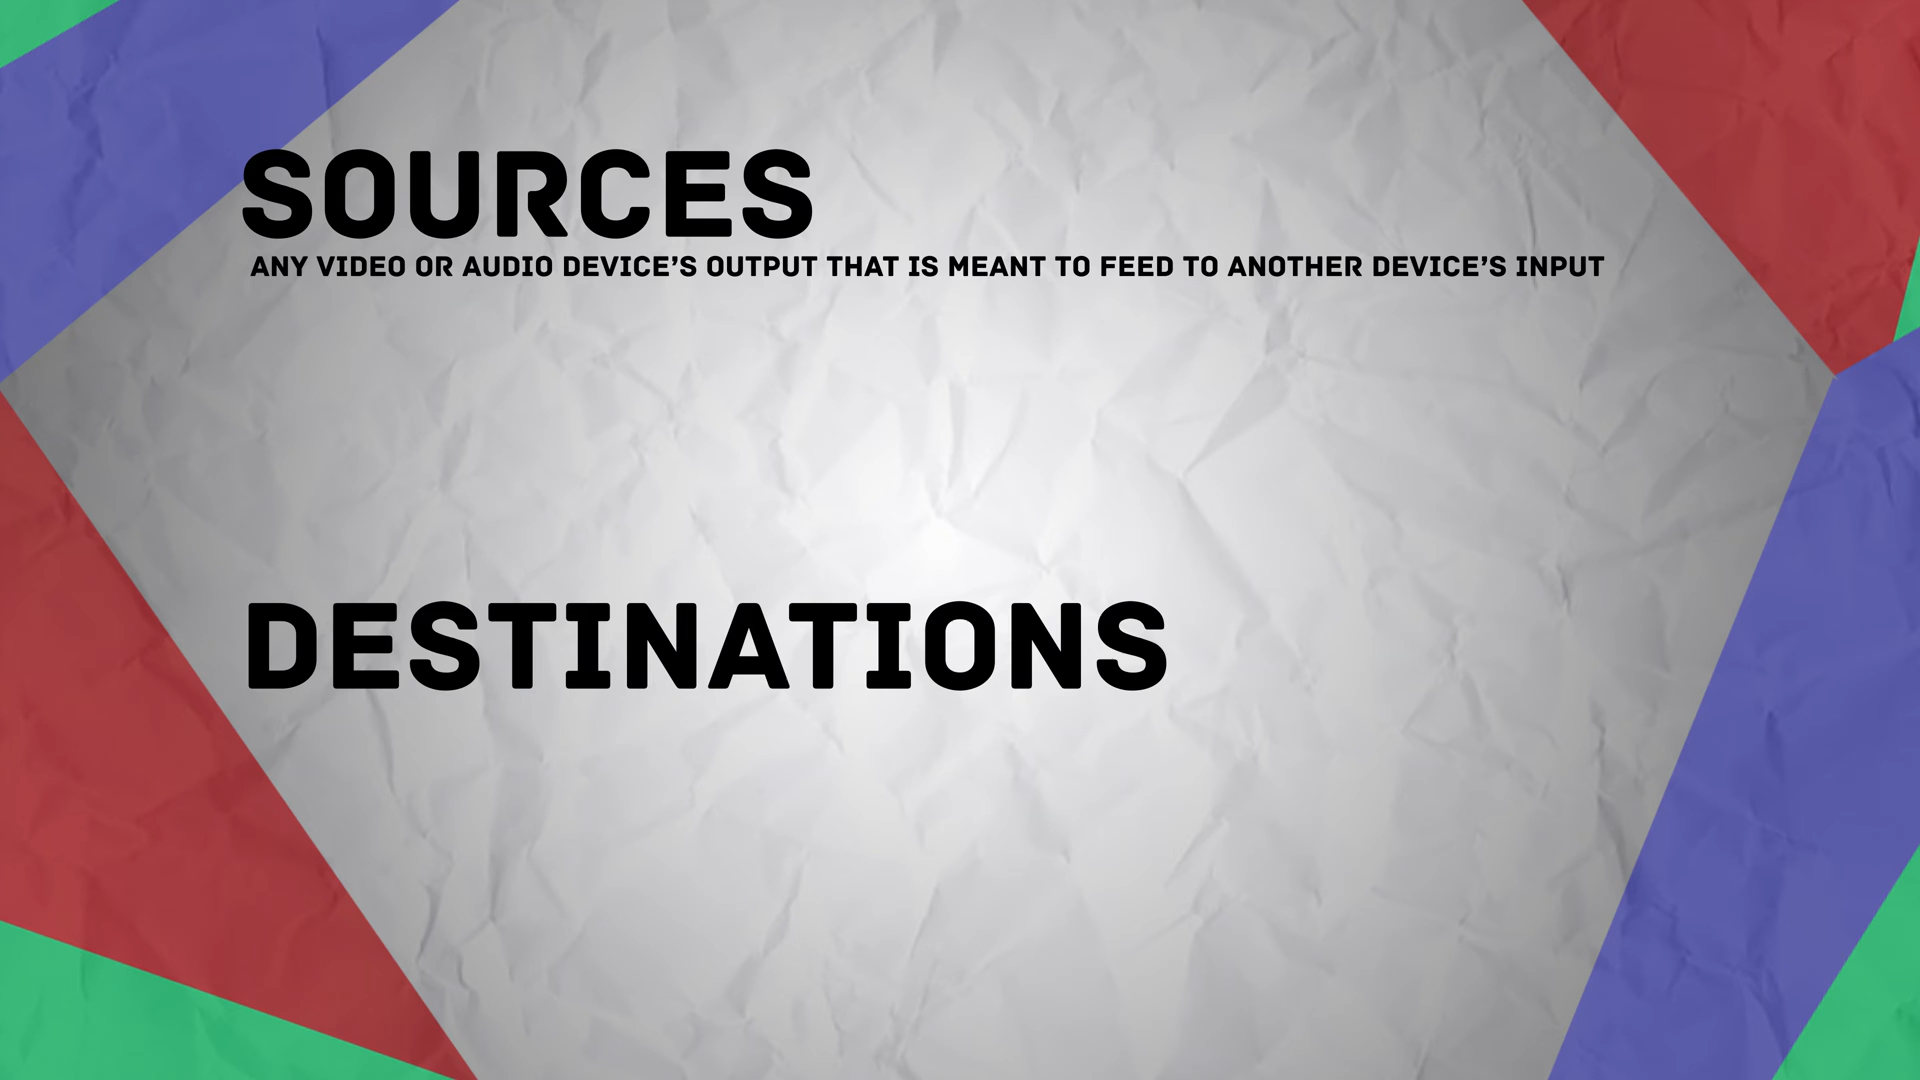 SOURCES
ANY VIDEO OR AUDIO DEVICE’S OUTPUT THAT IS MEANT TO FEED TO ANOTHER DEVICE’S INPUT
DESTINATIONS